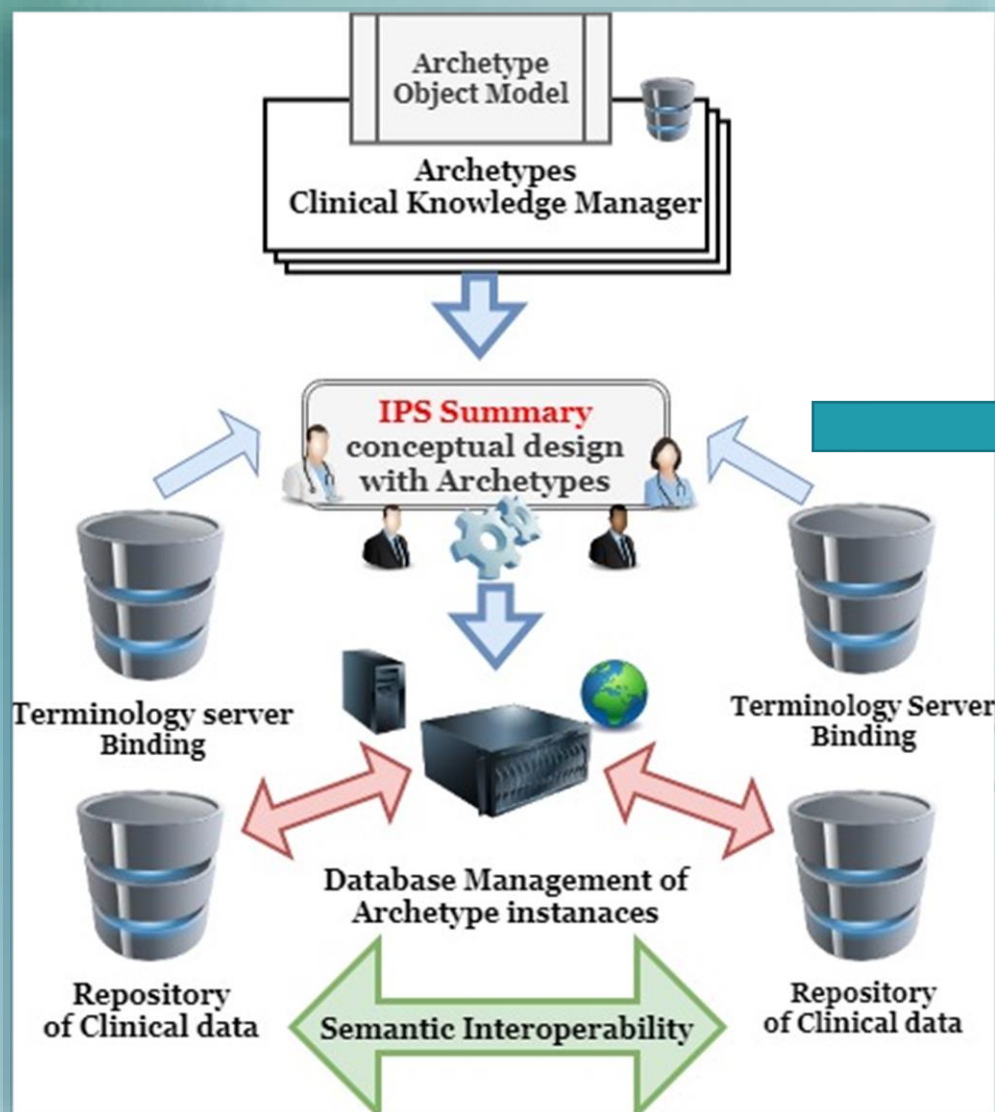 Archetype
Object Model
Archetypes
Clinical Knowledge Manager
IPS Summary
conceptual design
with Archetypes
Terminology server
Binding
Terminology Server
Binding
Database Management of
Archetype instanaces
Repository
of Clinical data
Repository
of Clinical data
Semantic Interoperability